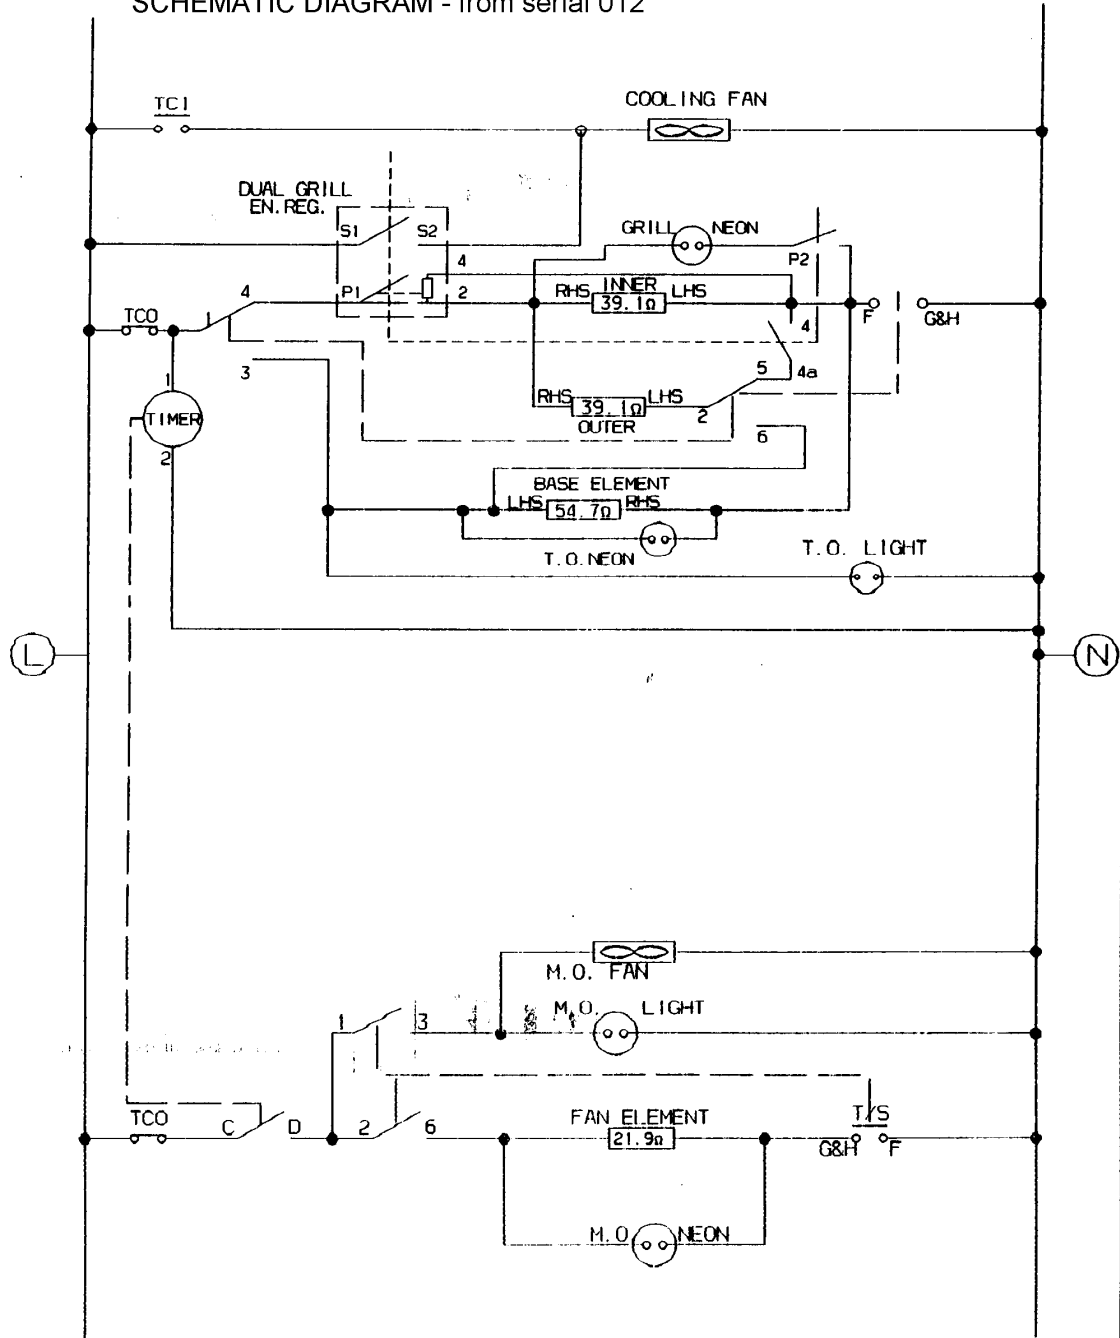 SCHEMATIC DIAGRAM - from serial 012
TC1
COOLING FAN
DUAL GRILL
EN.REG.
S1
S2
GRILL NEON
P2
4
P1
2
RHS INNER LHS
39.1Ω
4
TCO
1
4
F
G&H
4
3
5
4a
1
TIMER
2
RHS
39.1Ω
LHS
2
OUTER
6
BASE ELEMENT
LHS
54.7Ω
RHS
T.O.NEON
T.O. LIGHT
L
N
M.O. FAN
M.O. LIGHT
1
3
TCO
C
D
2
6
FAN ELEMENT
21.9Ω
T/S
G&H
F
M.O. NEON